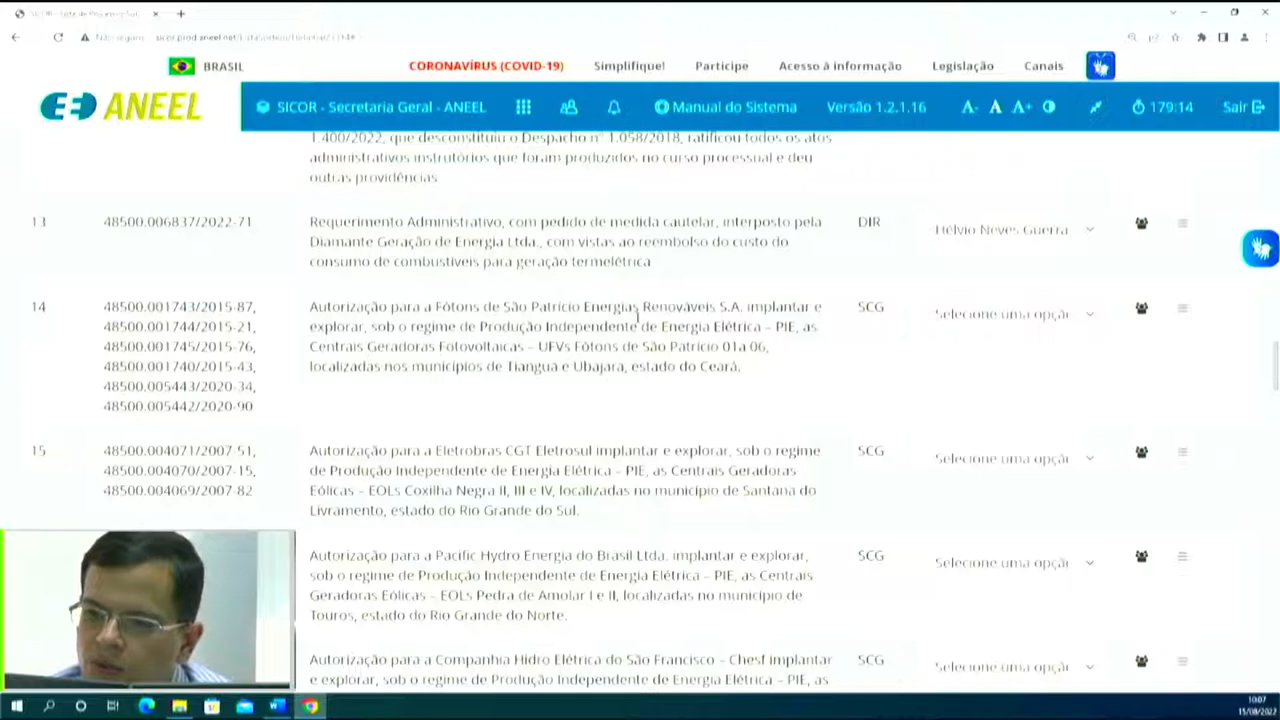 BRASIL
CORONAVÍRUS (COVID-19)
Simplifique!
Participe
Acesso à informação
Legislação
Canais
ANEEL
SICOR - Secretaria Geral - ANEEL
Manual do Sistema
Versão 1.2.1.16
A-
A
A+
179:14
Sair
1.400/2022, que desconstituiu o Despacho nº 1.058/2018, ratificou todos os atos
administrativos instrutórios que foram produzidos no curso processual e deu
outras providências
13
48500.006837/2022-71
Requerimento Administrativo, com pedido de medida cautelar, interposto pela
Diamante Geração de Energia Ltda., com vistas ao reembolso do custo do
consumo de combustíveis para geração termelétrica
DIR
Hélvio Neves Guerra
14
48500.001743/2015-87,
48500.001744/2015-21,
48500.001745/2015-76,
48500.001740/2015-43,
48500.005443/2020-34,
48500.005442/2020-90
Autorização para a Fótons de São Patrício Energias Renováveis S.A. implantar e
explorar, sob o regime de Produção Independente de Energia Elétrica – PIE, as
Centrais Geradoras Fotovoltaicas – UFVs Fótons de São Patrício 01a 06,
localizadas nos municípios de Tianguá e Ubajara, estado do Ceará.
SCG
Selecione uma opçã
15
48500.004071/2007-51,
48500.004070/2007-15,
48500.004069/2007-82
Autorização para a Eletrobras CGT Eletrosul implantar e explorar, sob o regime
de Produção Independente de Energia Elétrica – PIE, as Centrais Geradoras
Eólicas – EOLs Coxilha Negra II, III e IV, localizadas no município de Santana do
Livramento, estado do Rio Grande do Sul.
SCG
Selecione uma opçã
Autorização para a Pacific Hydro Energia do Brasil Ltda. implantar e explorar,
sob o regime de Produção Independente de Energia Elétrica – PIE, as Centrais
Geradoras Eólicas – EOLs Pedra de Amolar I e II, localizadas no município de
Touros, estado do Rio Grande do Norte.
SCG
Selecione uma opçã
Autorização para a Companhia Hidro Elétrica do São Francisco – Chesf implantar
e explorar, sob o regime de Produção Independente de Energia Elétrica – PIE, as
SCG
Selecione uma opçã
10:07
15/08/2022